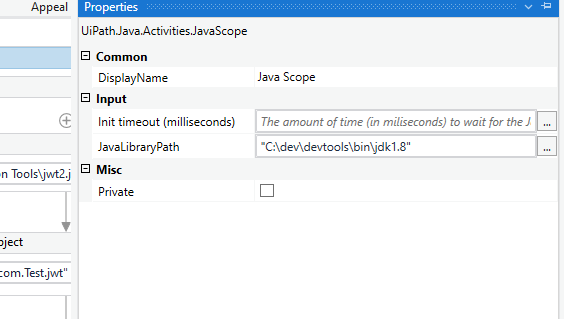 Appeal
Properties
UiPath.Java.Activities.JavaScope
Common
DisplayName Java Scope
Input
Init timeout (milliseconds) The amount of time (in miliseconds) to wait for the J ...
JavaLibraryPath "C:\dev\devtools\bin\jdk1.8" ...
Misc
n Tools\jwt2.j
Private
oject
com.Test.jwt"